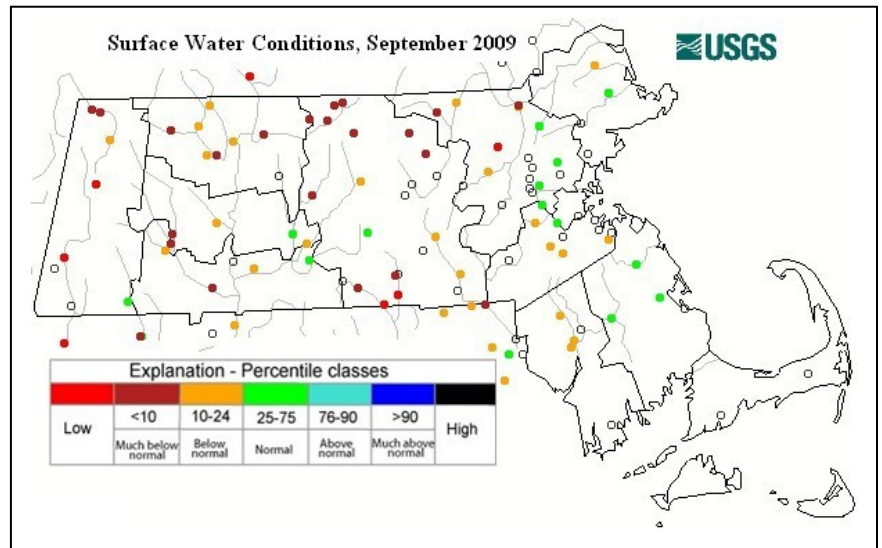 Surface Water Conditions, September 2009
USGS
Explanation - Percentile classes
Low
<10
10-24
25-75
76-90
>90
High
Much below
normal
Below
normal
Normal
Above
normal
Much above
normal